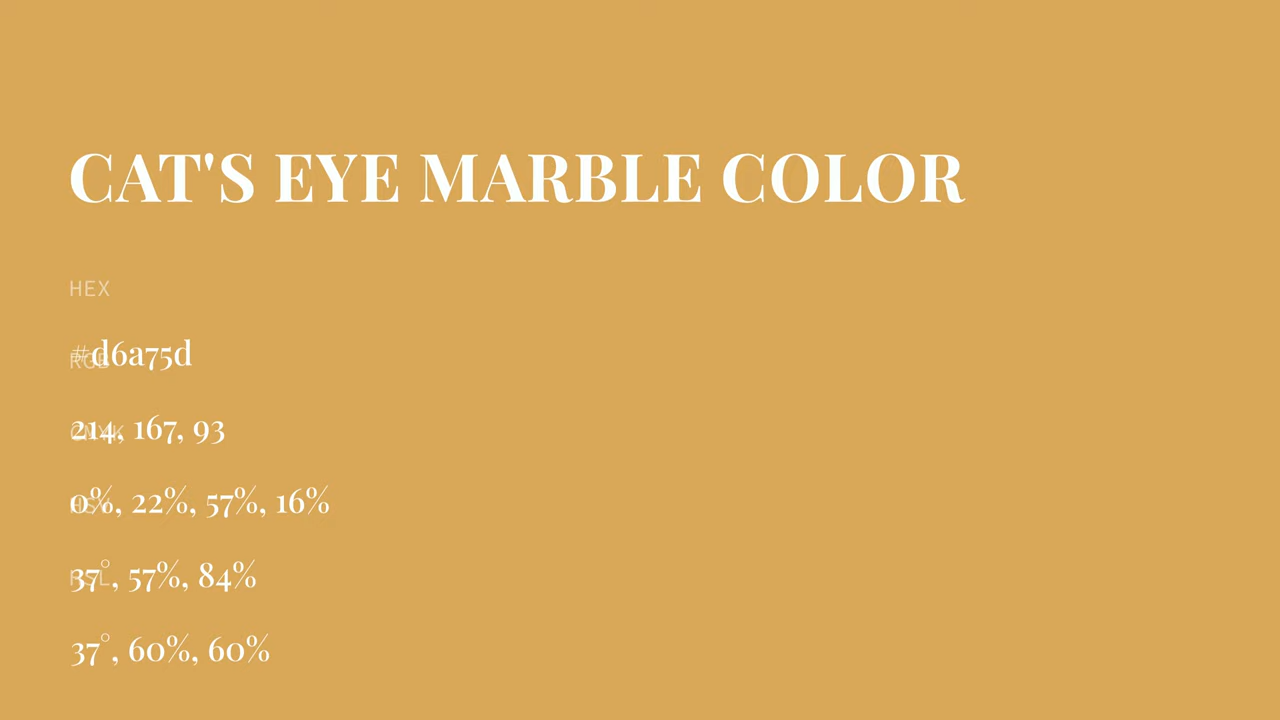 CAT'S EYE MARBLE COLOR
HEX
#d6a75d
RGB
214, 167, 93
CMYK
0%, 22%, 57%, 16%
HSV
37°, 57%, 84%
HSL
37°, 60%, 60%